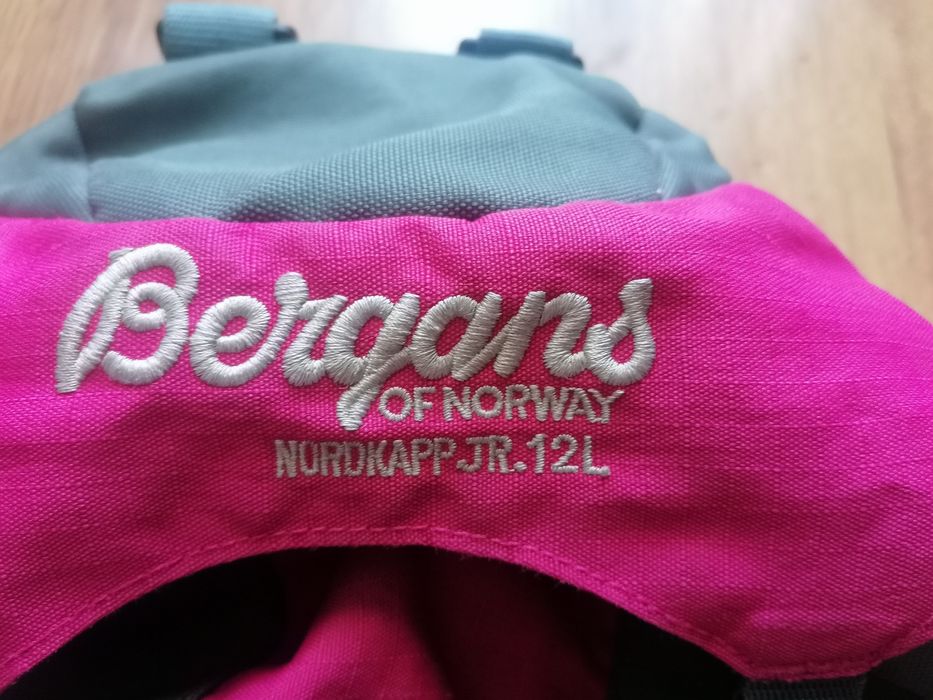 Bergans
OF NORWAY
NORDKAPP JR. 12L